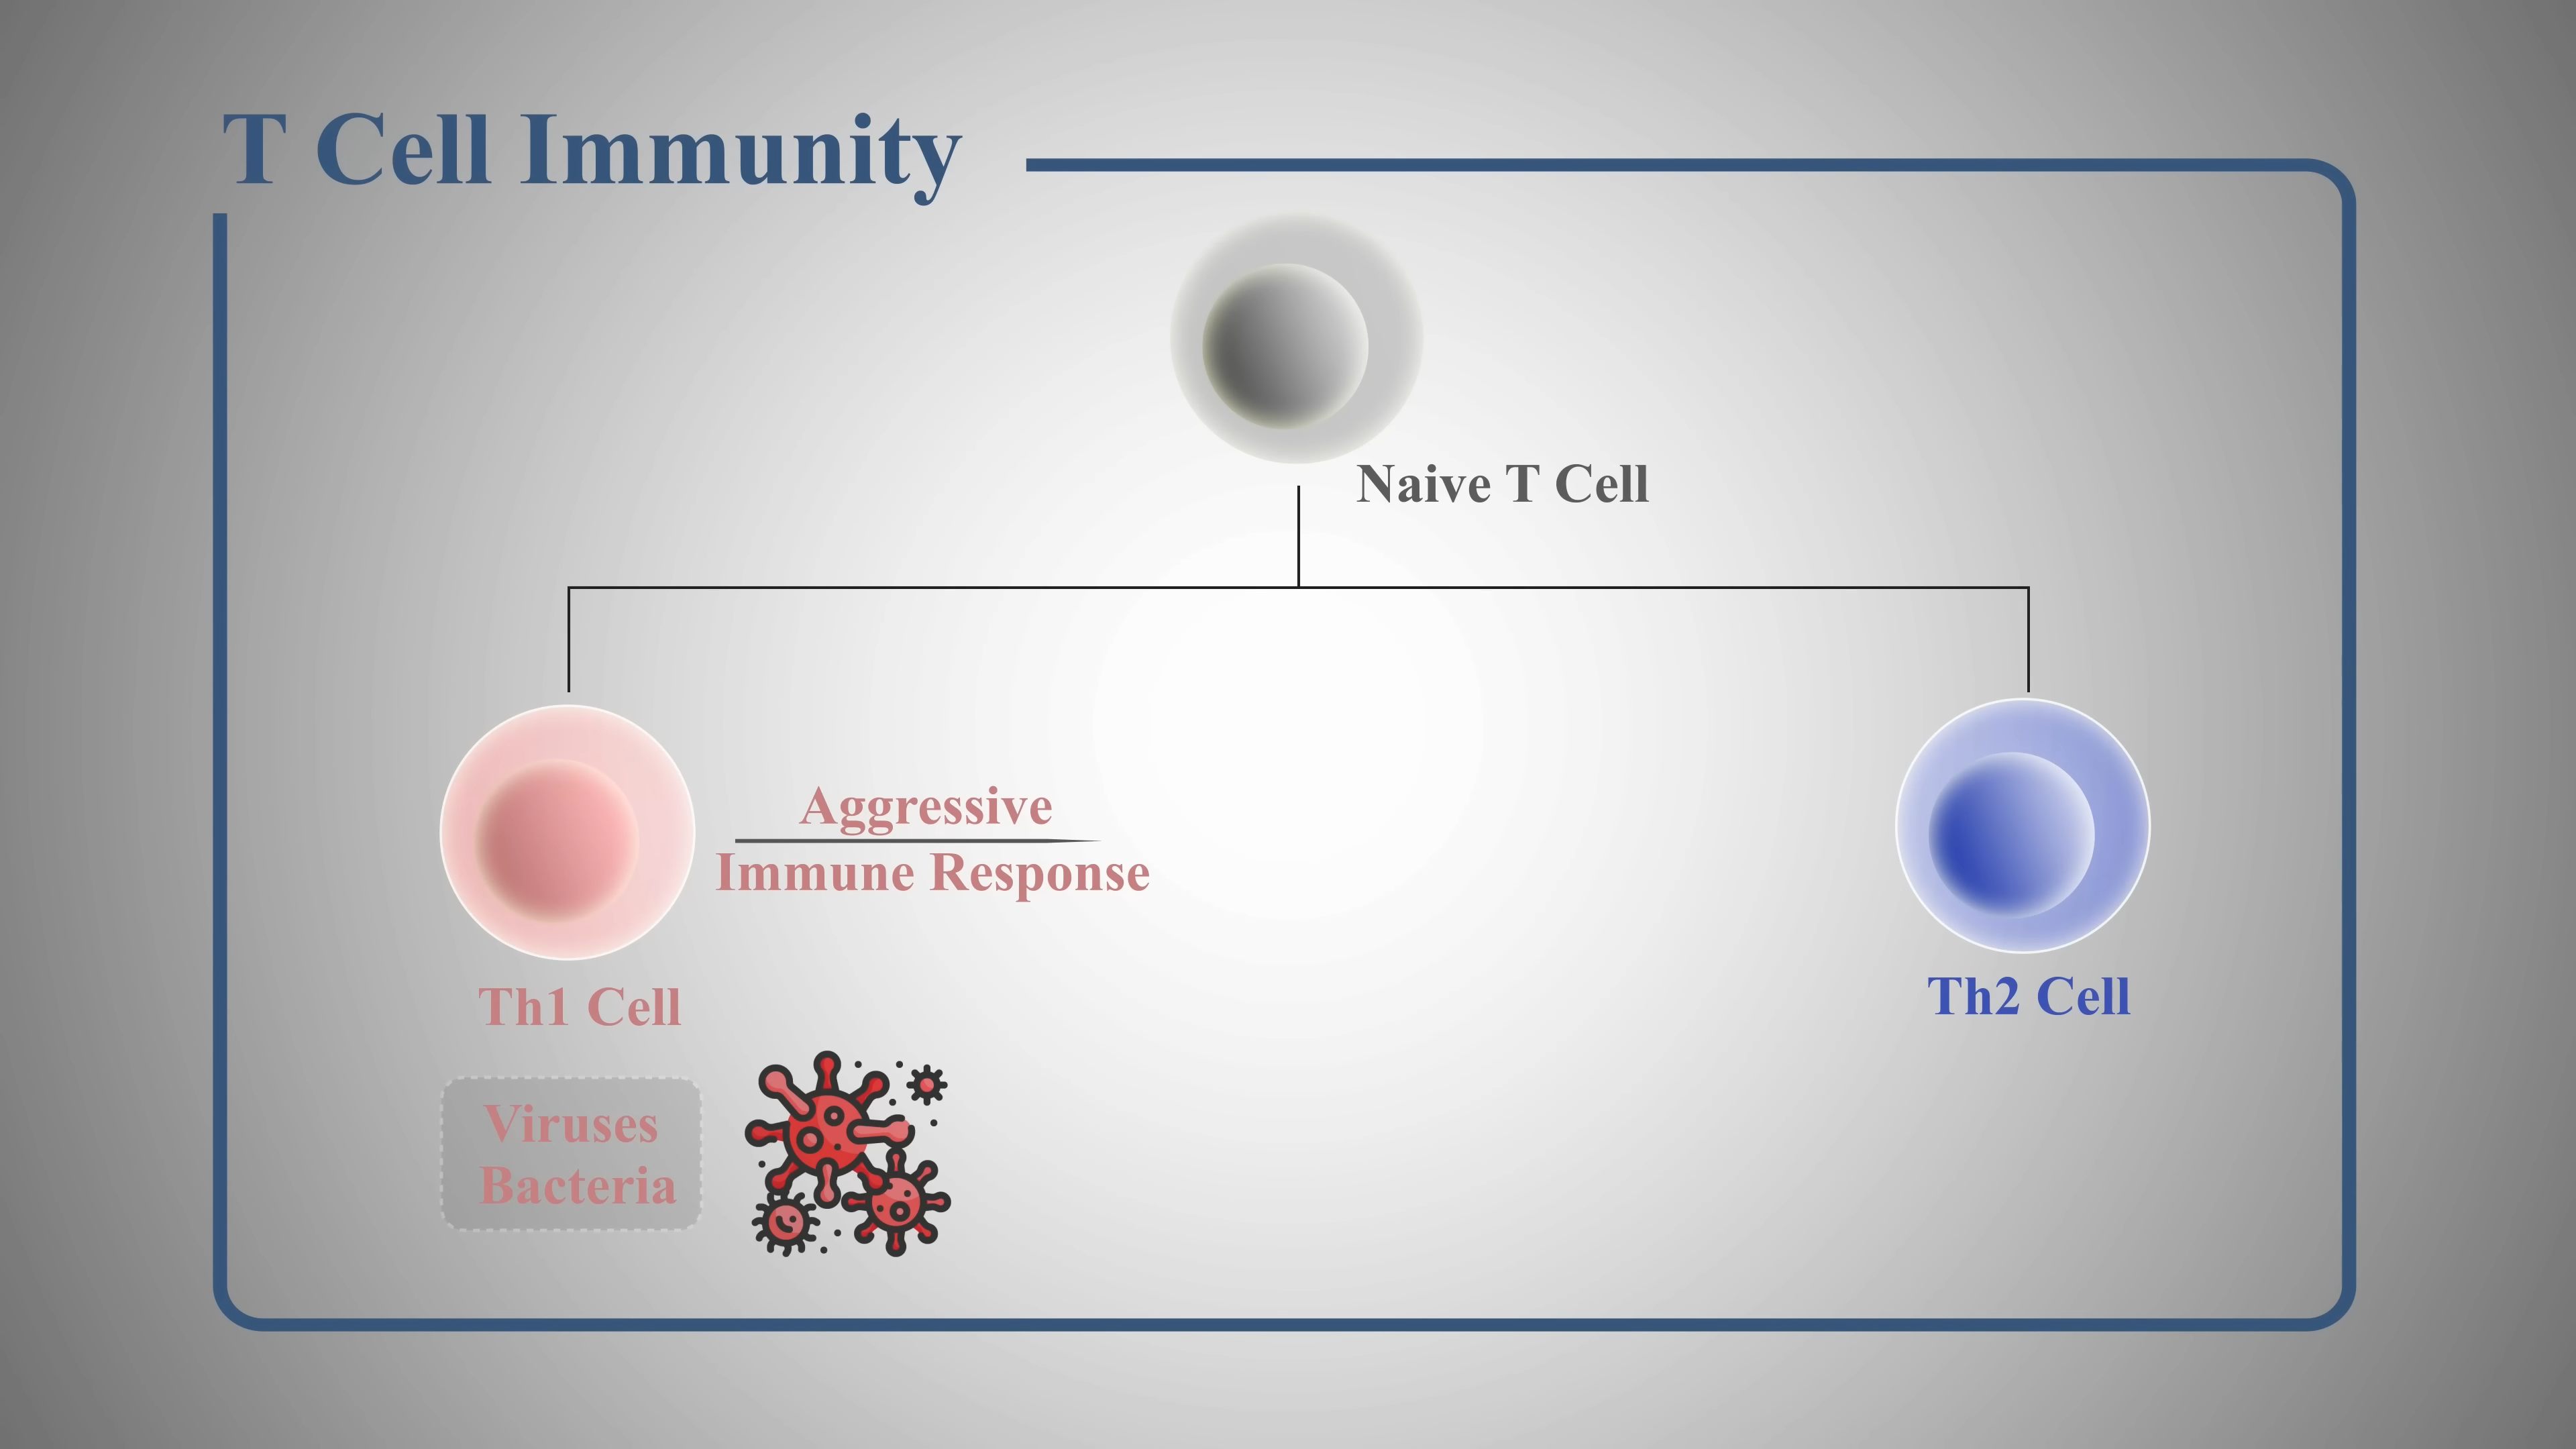 T Cell Immunity
Naive T Cell
Aggressive
Immune Response
Th1 Cell
Th2 Cell
Viruses
Bacteria